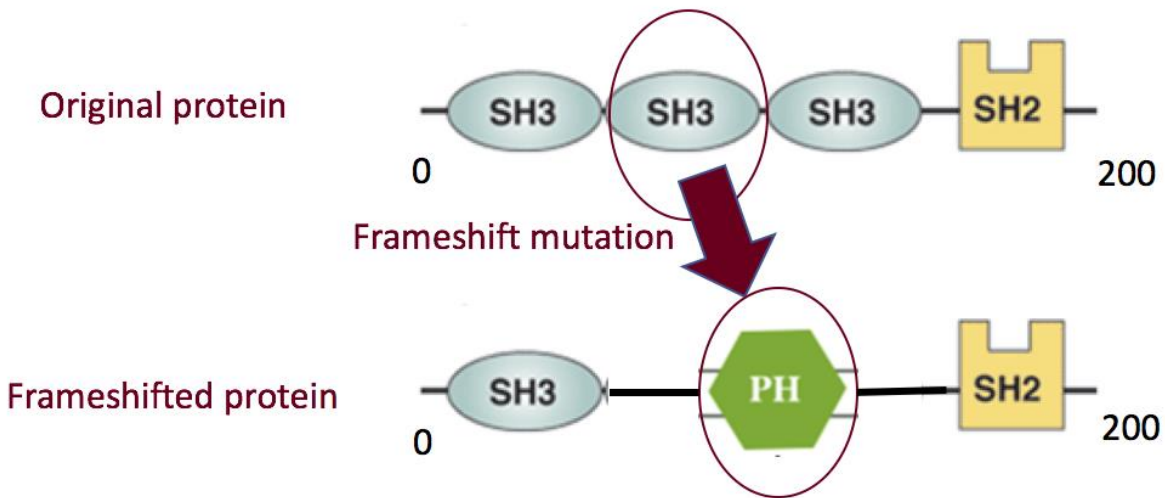 Original protein
SH3 SH3 SH3 SH2
0 200
Frameshift mutation
Frameshifted protein
SH3 PH SH2
0 200